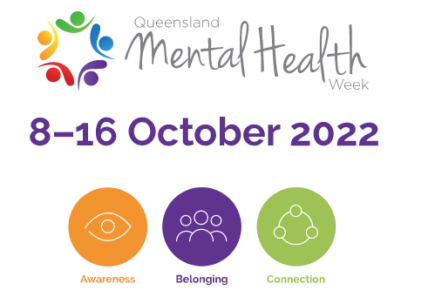 Queensland
Mental Health
Week
8–16 October 2022
Awareness
Belonging
Connection